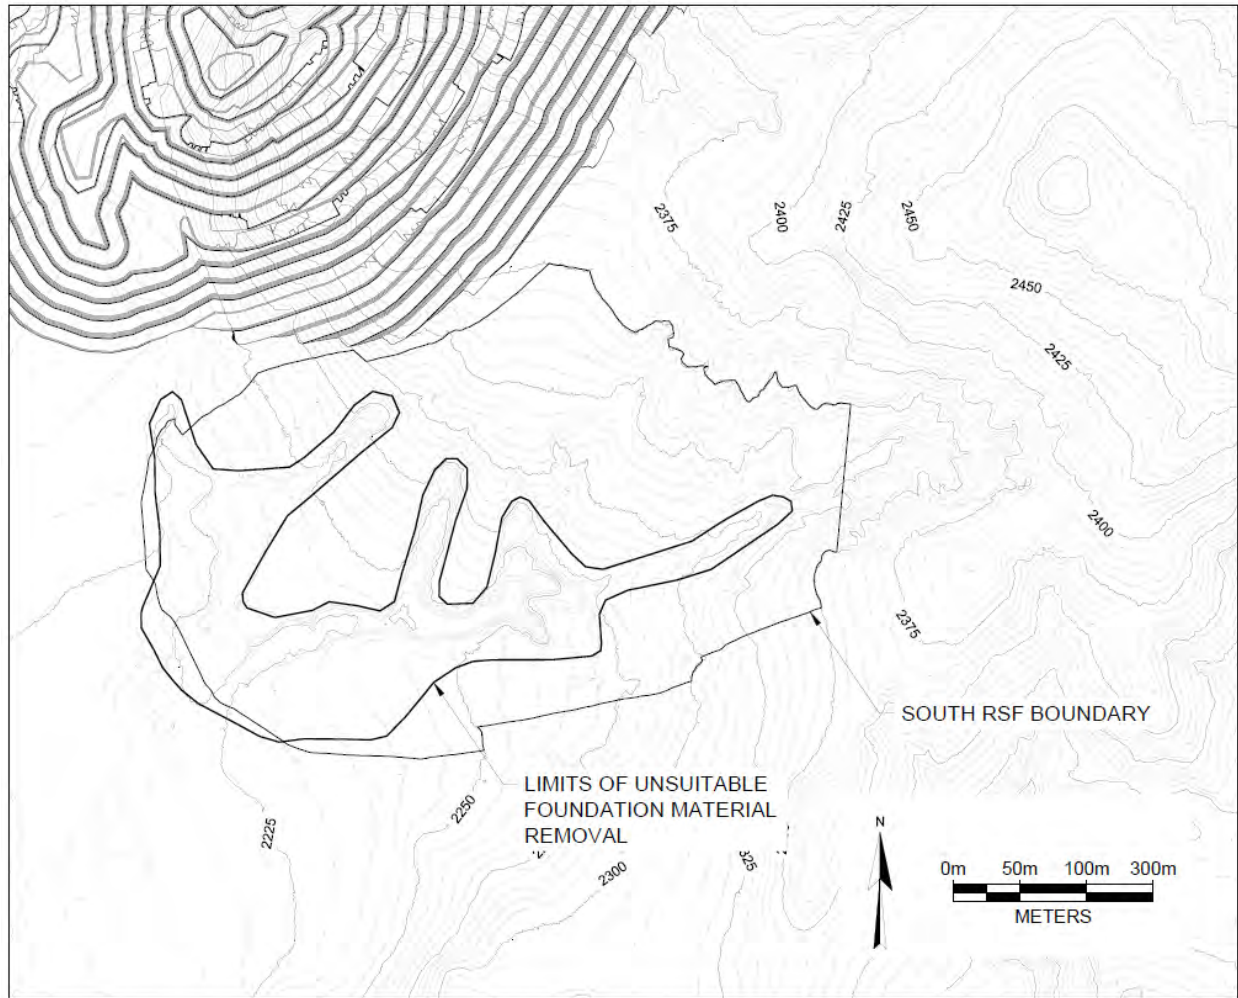 2375
2400
2425
2450
2450
2425
2400
2375
SOUTH RSF BOUNDARY
LIMITS OF UNSUITABLE
FOUNDATION MATERIAL
REMOVAL
2225
2250
2300
N
0m 50m 100m 300m
METERS